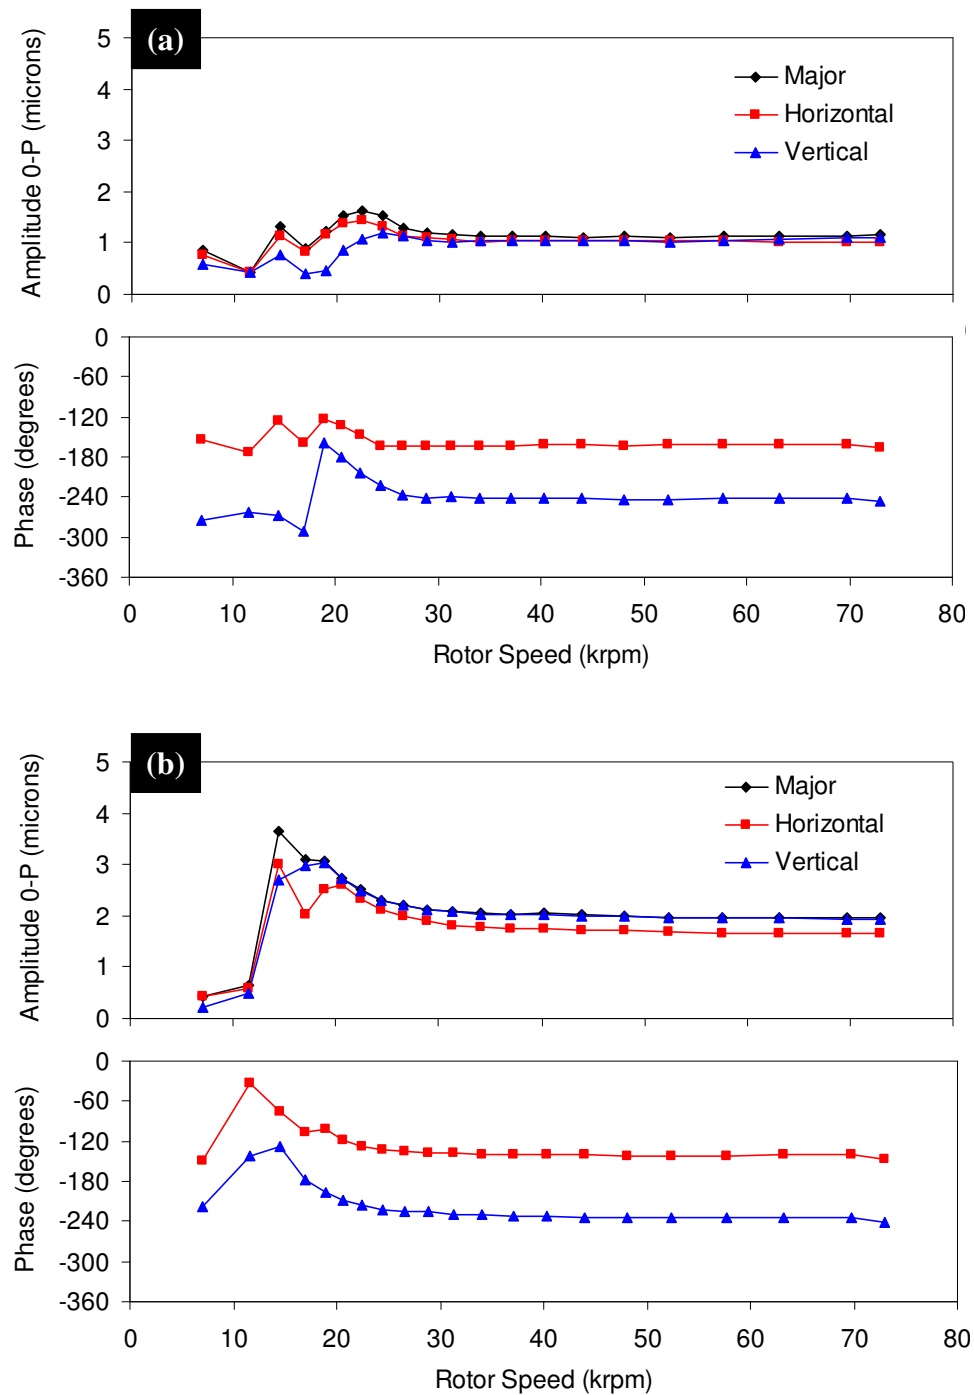 (a)
Amplitude 0-P (microns)
5
4
3
2
1
0
Major
Horizontal
Vertical
Phase (degrees)
0
-60
-120
-180
-240
-300
-360
0 10 20 30 40 50 60 70 80
Rotor Speed (krpm)
(b)
Amplitude 0-P (microns)
5
4
3
2
1
0
Major
Horizontal
Vertical
Phase (degrees)
0
-60
-120
-180
-240
-300
-360
0 10 20 30 40 50 60 70 80
Rotor Speed (krpm)